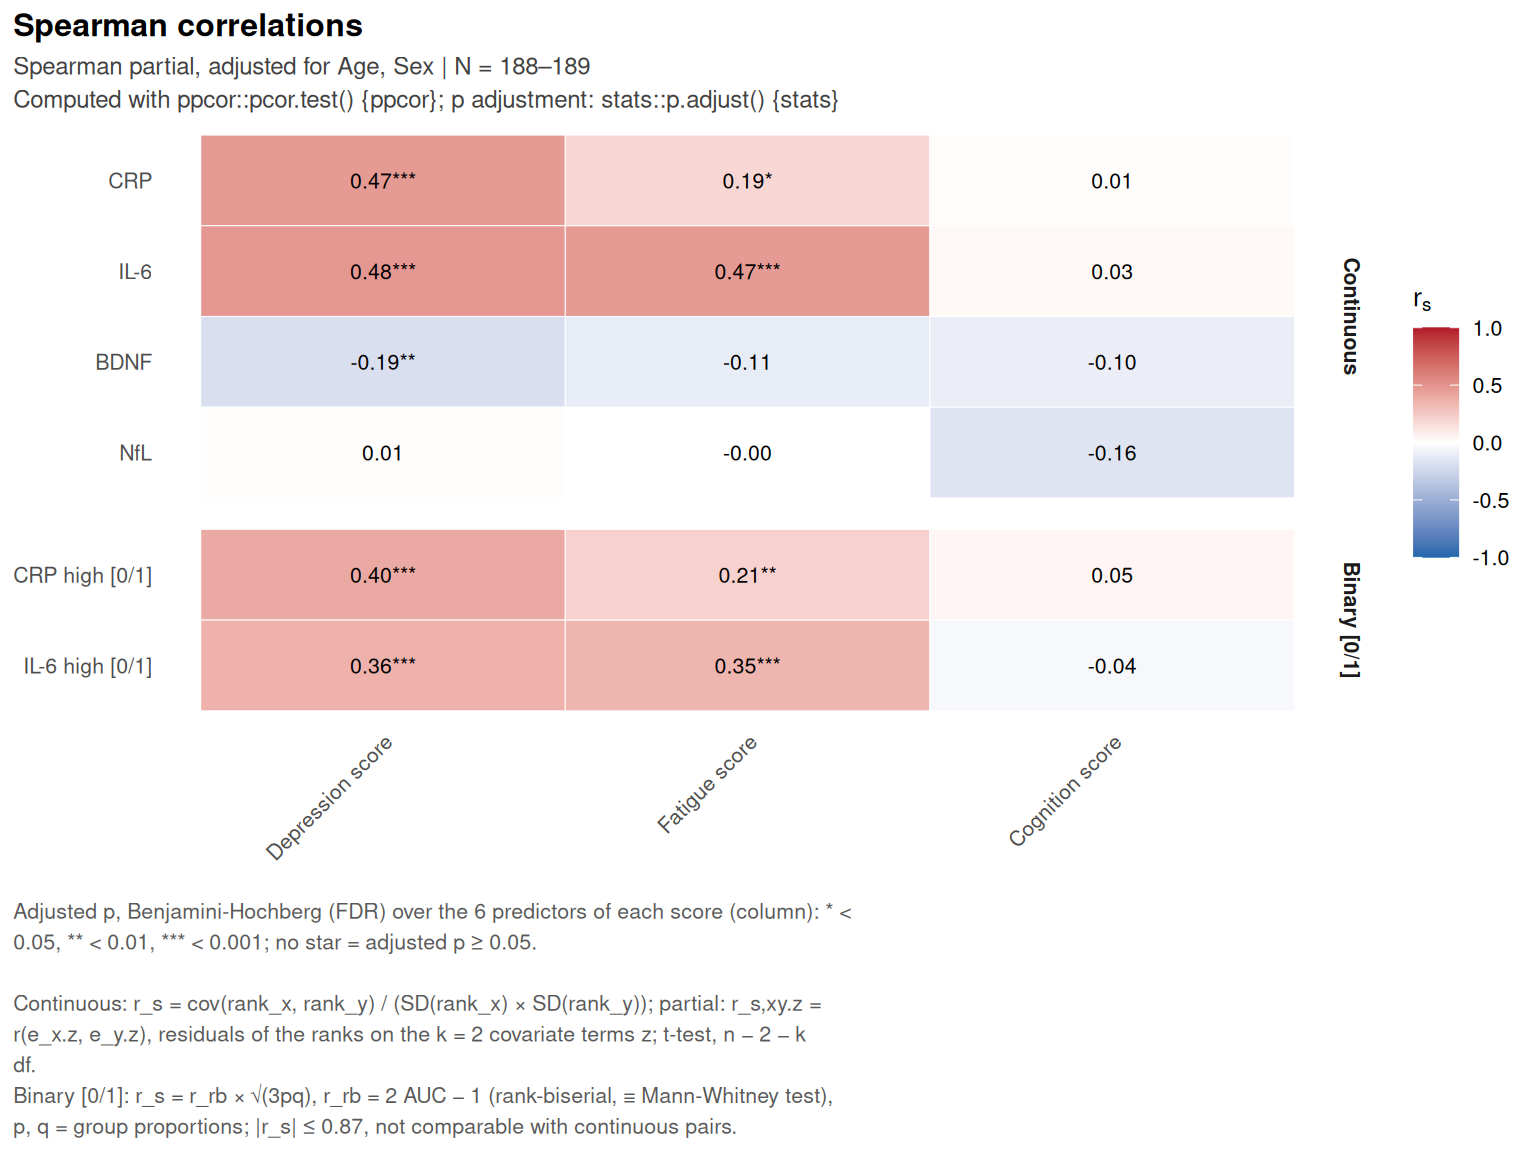 Spearman correlations
Spearman partial, adjusted for Age, Sex | N = 188–189
Computed with ppcor::pcor.test() {ppcor}; p adjustment: stats::p.adjust() {stats}
CRP
0.47***
0.19*
0.01
IL-6
0.48***
0.47***
0.03
BDNF
-0.19**
-0.11
-0.10
NfL
0.01
-0.00
-0.16
Continuous
CRP high [0/1]
0.40***
0.21**
0.05
IL-6 high [0/1]
0.36***
0.35***
-0.04
Binary [0/1]
Depression score
Fatigue score
Cognition score
rs
1.0
0.5
0.0
-0.5
-1.0
Adjusted p, Benjamini-Hochberg (FDR) over the 6 predictors of each score (column): * <
0.05, ** < 0.01, *** < 0.001; no star = adjusted p ≥ 0.05.
Continuous: r_s = cov(rank_x, rank_y) / (SD(rank_x) × SD(rank_y)); partial: r_s,xy.z =
r(e_x.z, e_y.z), residuals of the ranks on the k = 2 covariate terms z; t-test, n − 2 − k
df.
Binary [0/1]: r_s = r_rb × √(3pq), r_rb = 2 AUC − 1 (rank-biserial, ≡ Mann-Whitney test),
p, q = group proportions; |r_s| ≤ 0.87, not comparable with continuous pairs.